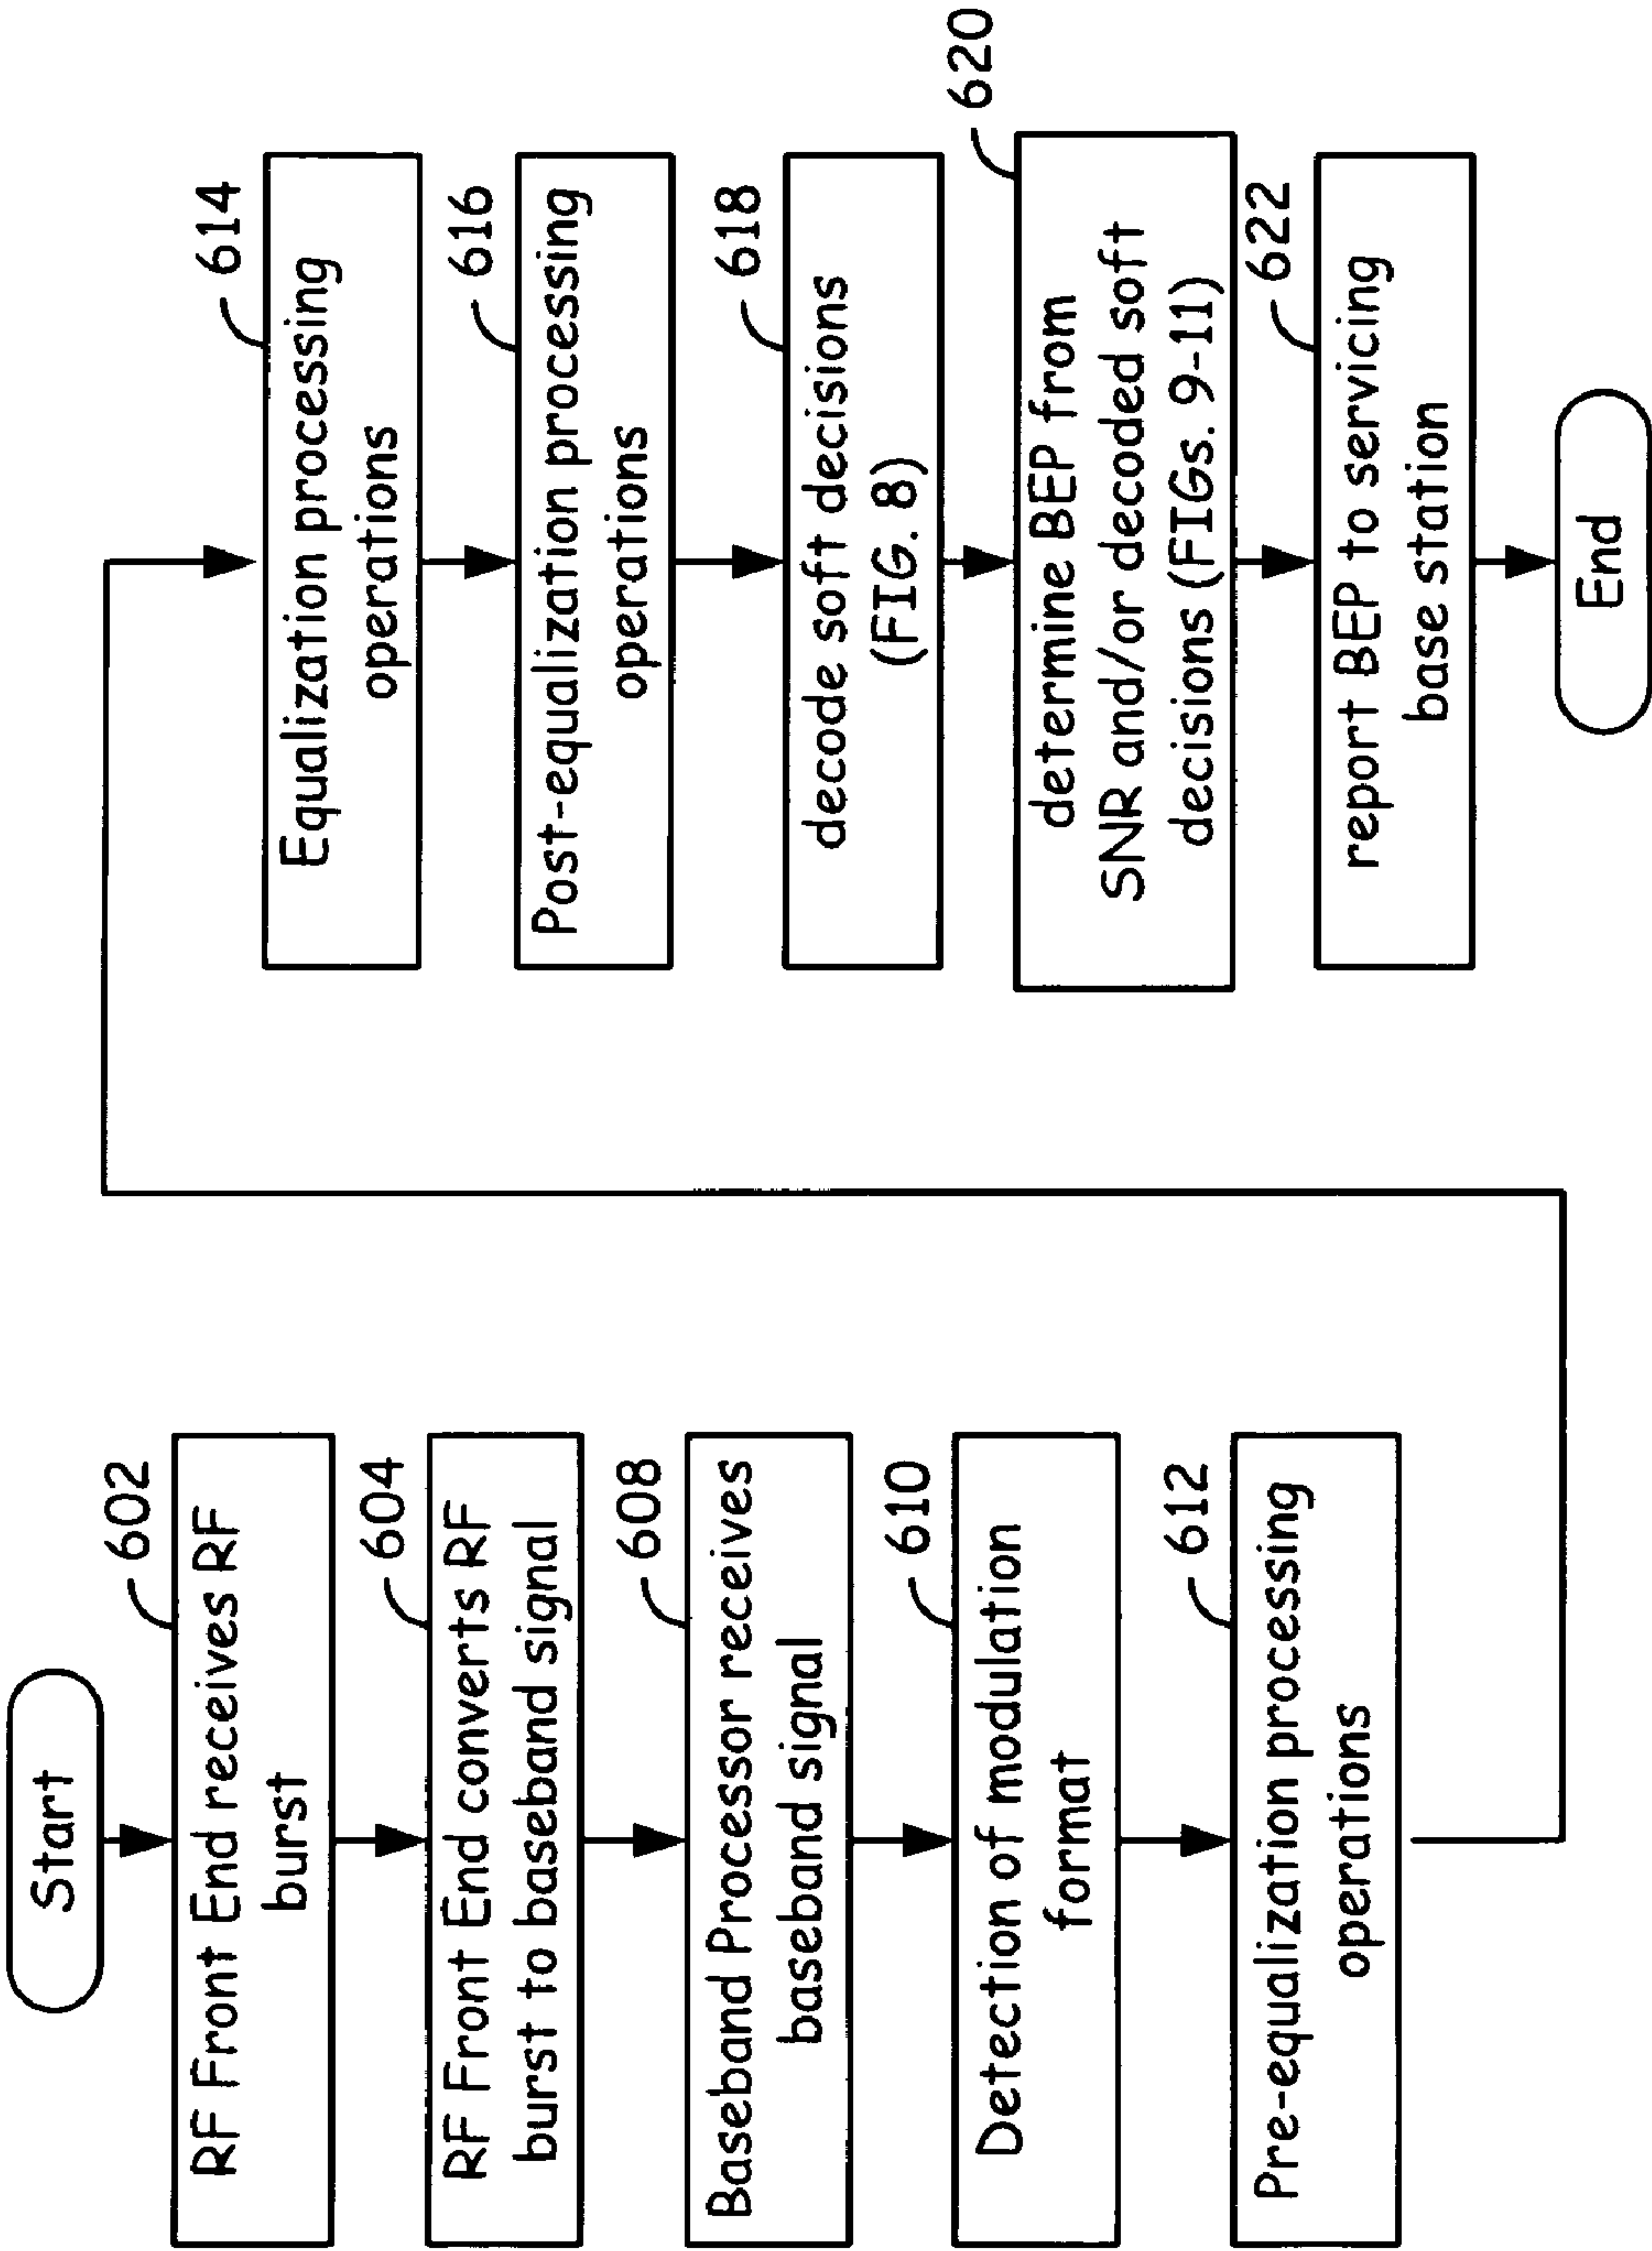 Start
602
RF Front End receives RF
burst
604
RF Front End converts RF
burst to baseband signal
608
Baseband Processor receives
baseband signal
610
Detection of modulation
format
612
Pre-equalization processing
operations
614
Equalization processing
operations
616
Post-equalization processing
operations
618
decode soft decisions
(FIG. 8)
620
determine BEP from
SNR and/or decoded soft
decisions (FIGs. 9-11)
622
report BEP to servicing
base station
End